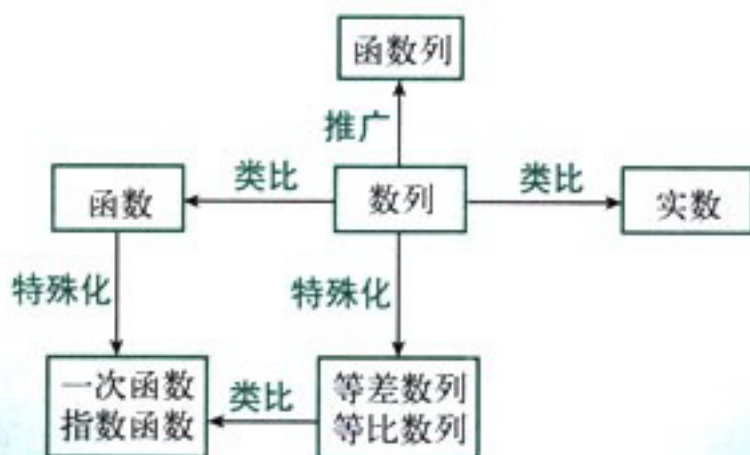 函数列
推广
类比
类比
函数
数列
实数
特殊化
特殊化
一次函数
指数函数
类比
等差数列
等比数列